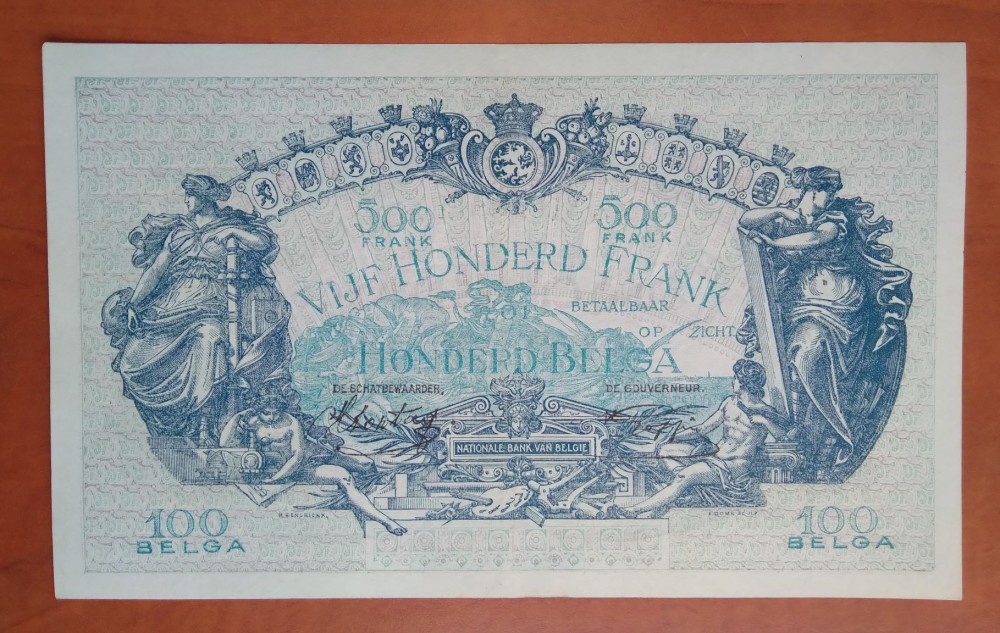 500 500
FRANK FRANK
VIJF HONDERD FRANK
BETAALBAAR
OF
OP ZICHT
HONDERD BELGA
DE SCHATBEWAARDER, DE GOUVERNEUR.
NATIONALE BANK VAN BELGIE
100 100
BELGA BELGA